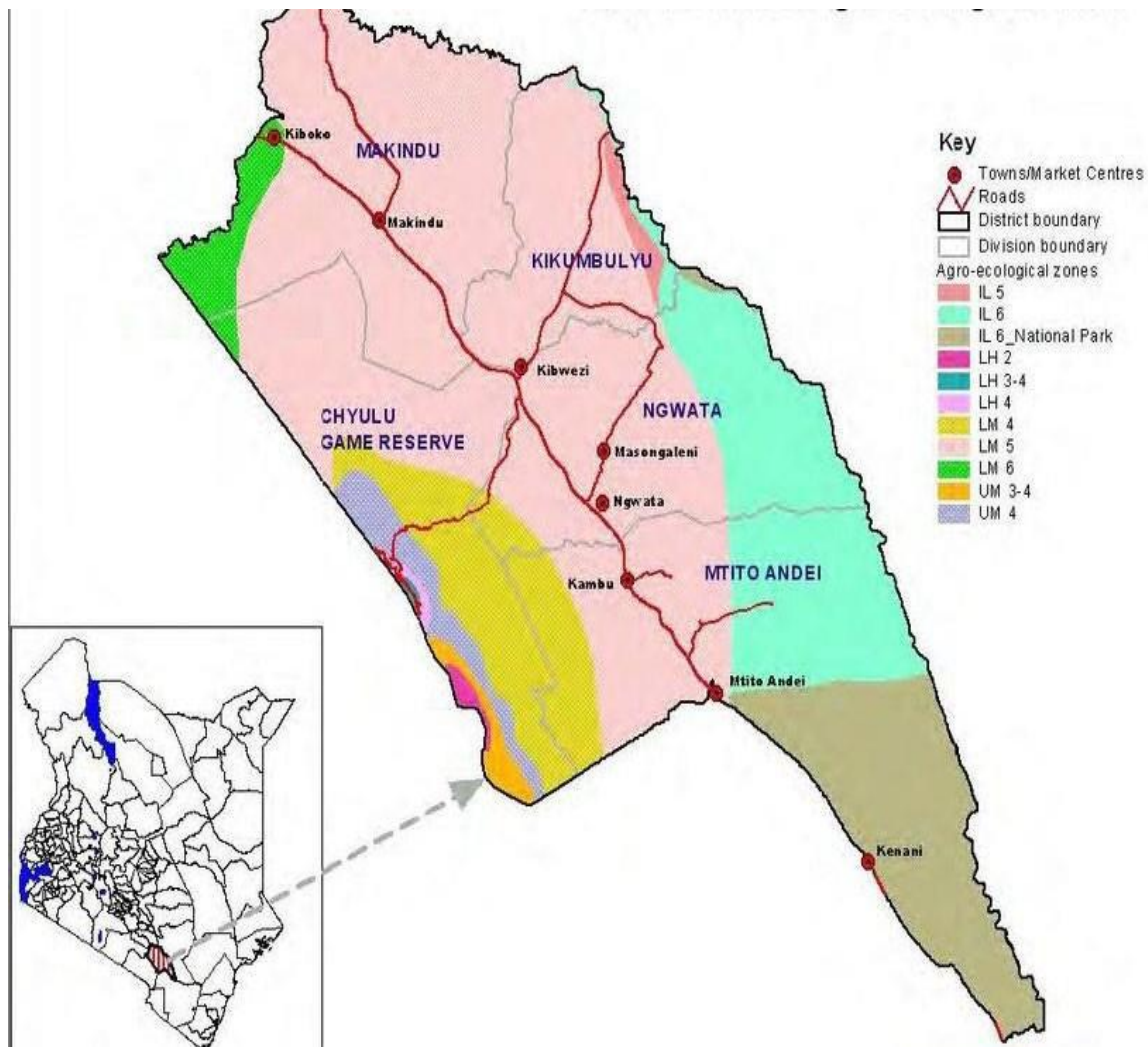 Kiboko
MAKINDU
Makindu
KIKUMBULYU
Kibwezi
CHYULU
GAME RESERVE
NGWATA
Masongaleni
Ngwata
Kambu
MTITO ANDEI
Mtito Andei
Kenani
Key
Towns/Market Centres
Roads
District boundary
Division boundary
Agro-ecological zones
IL 5
IL 6
IL 6_National Park
LH 2
LH 3-4
LH 4
LM 4
LM 5
LM 6
UM 3-4
UM 4